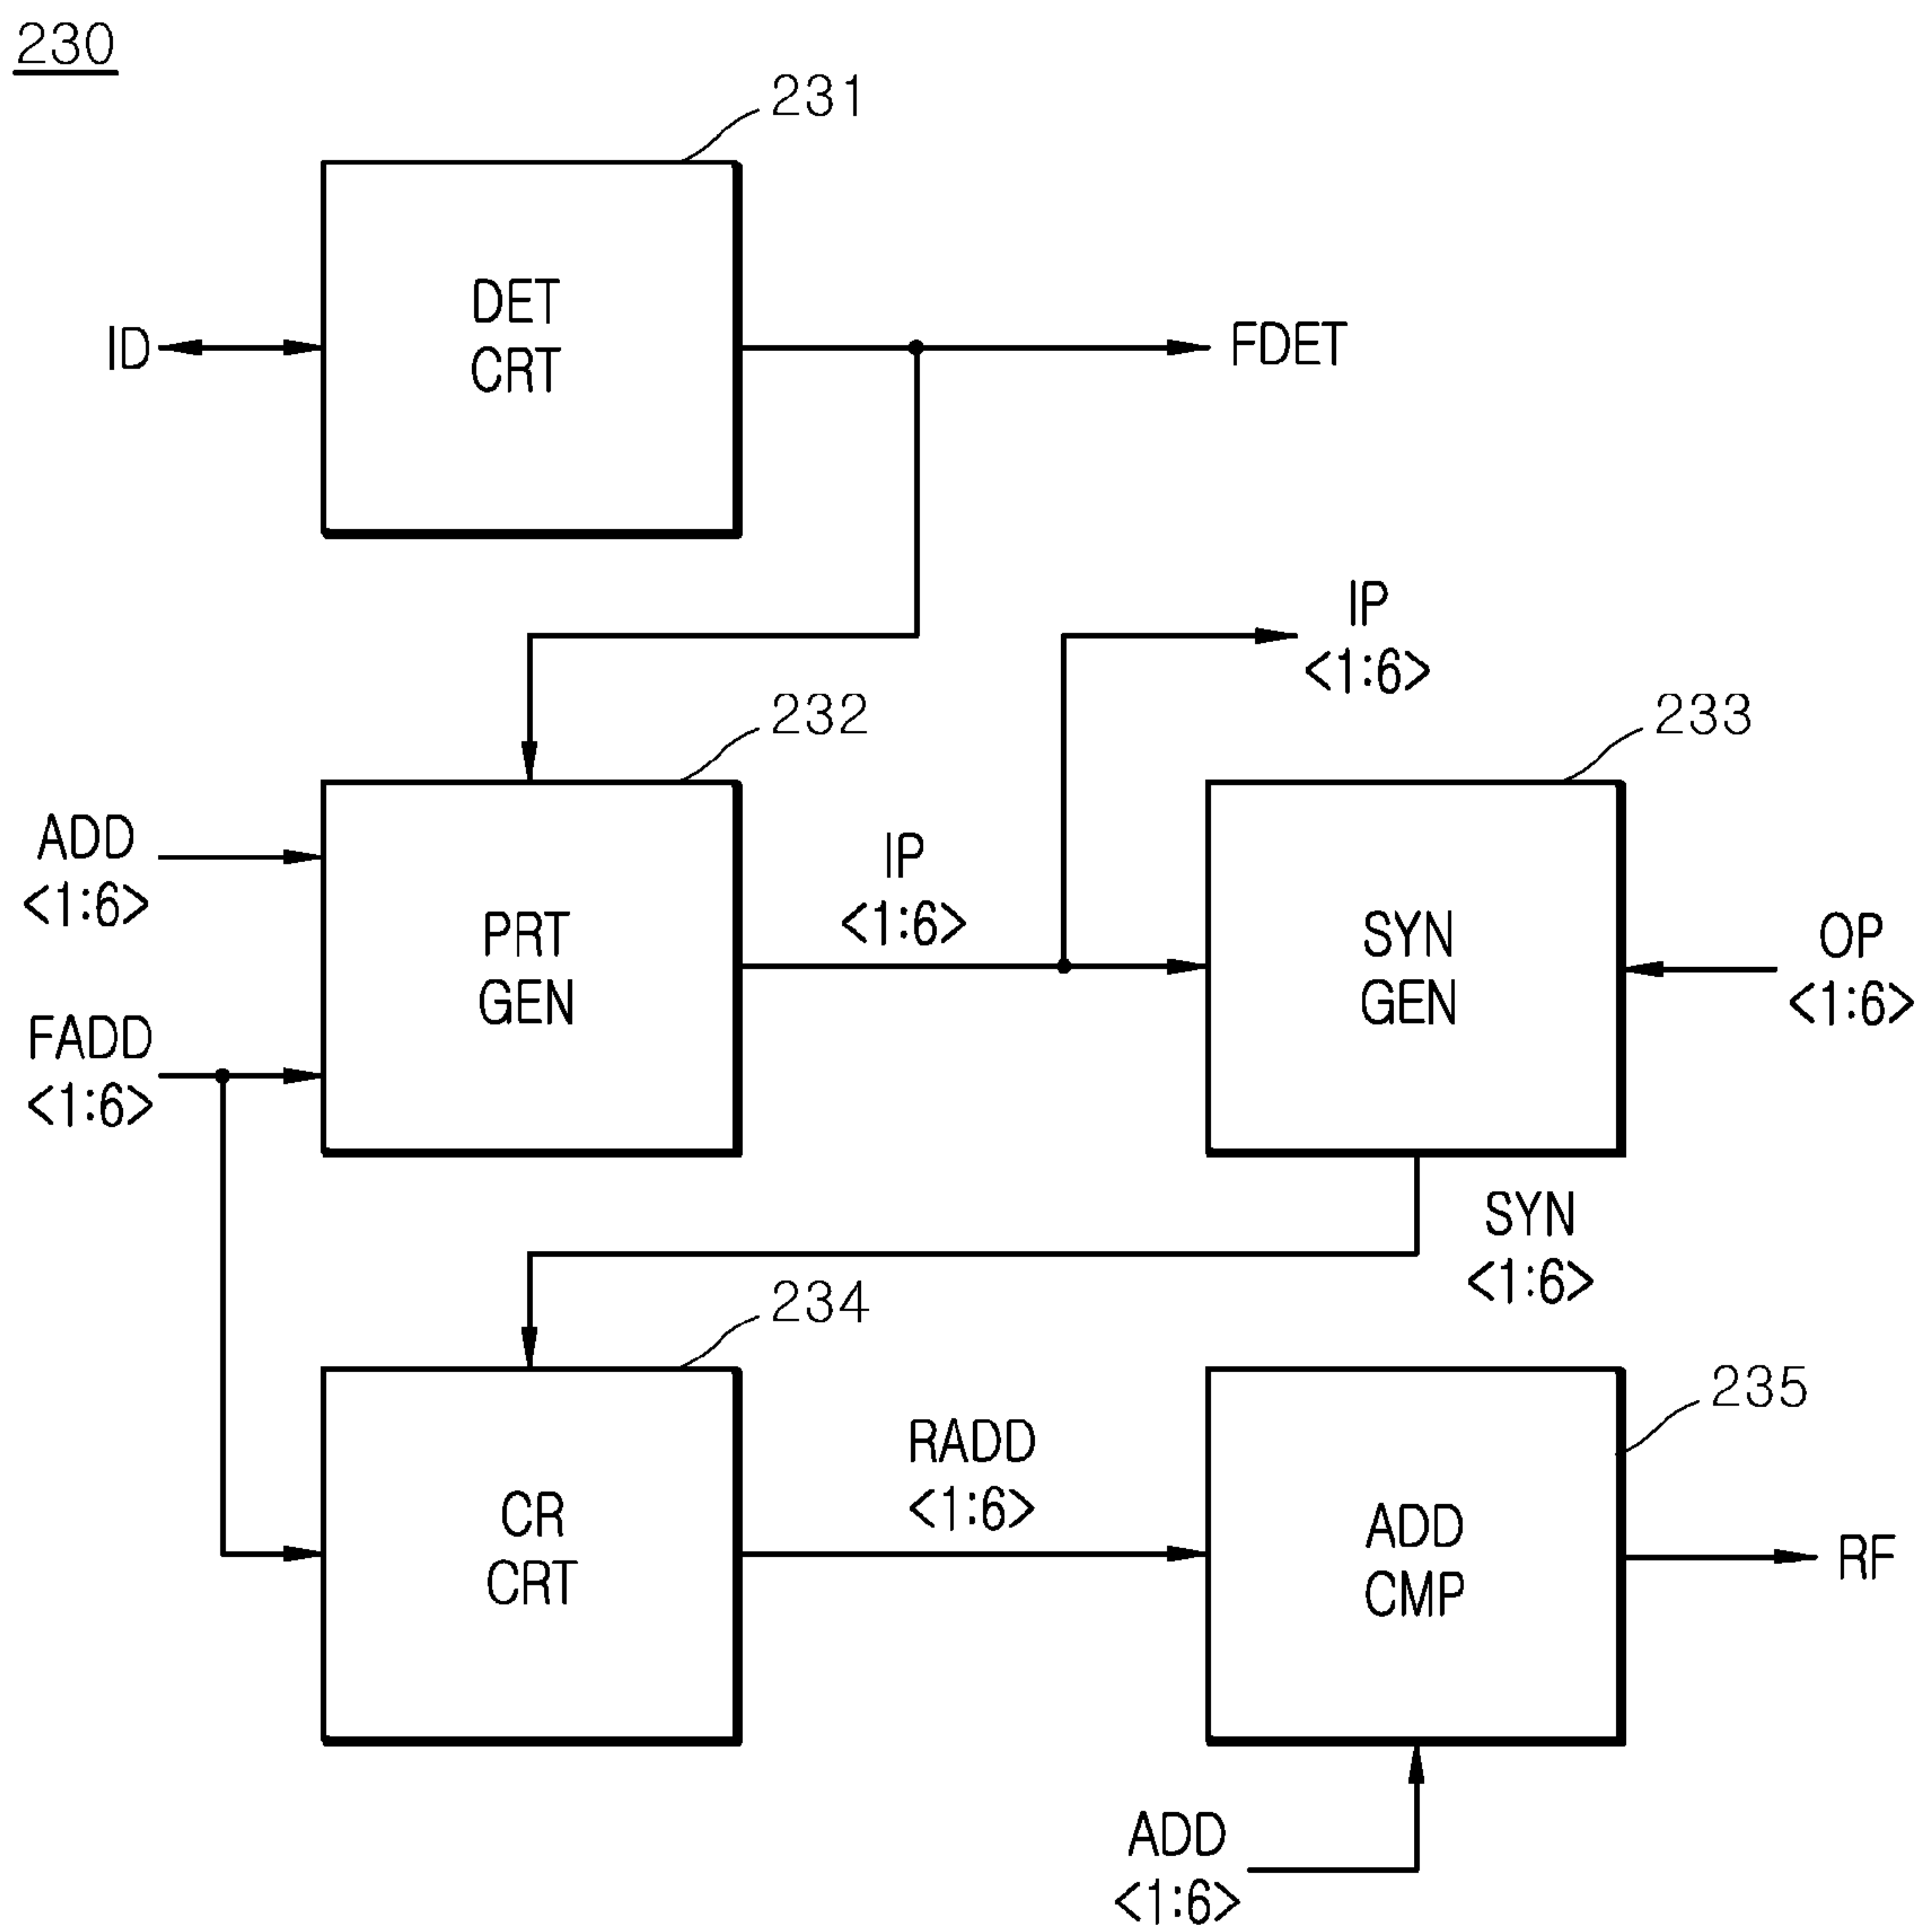 230
231
DET
CRT
ID
FDET
IP
<1:6>
232
233
ADD
<1:6>
IP
<1:6>
PRT
GEN
SYN
GEN
OP
<1:6>
FADD
<1:6>
SYN
<1:6>
234
235
RADD
<1:6>
CR
CRT
ADD
CMP
RF
ADD
<1:6>